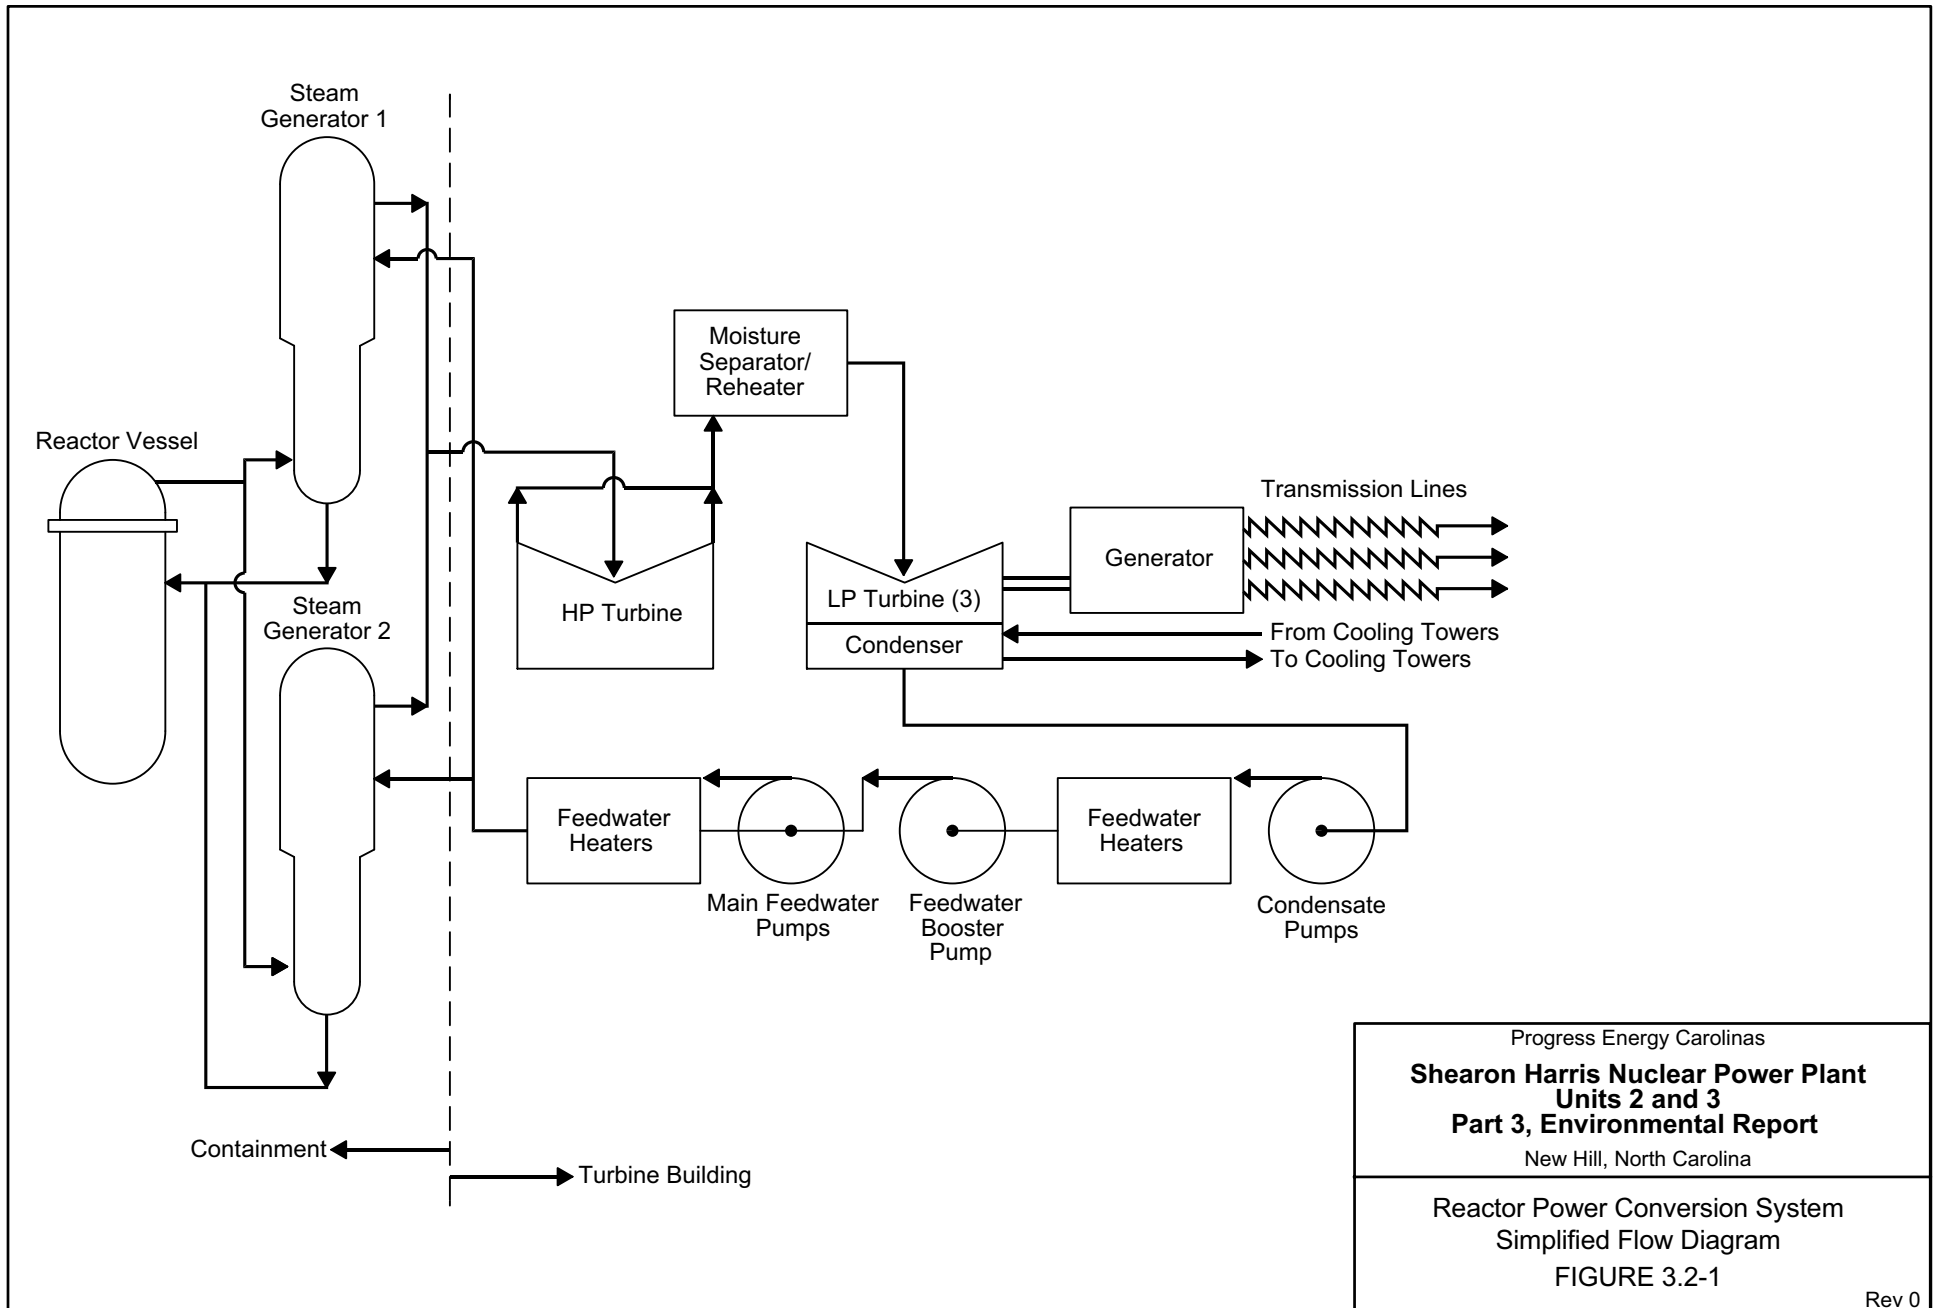 Steam
Generator 1
Reactor Vessel
Moisture
Separator/
Reheater
Transmission Lines
Generator
HP Turbine
LP Turbine (3)
Condenser
From Cooling Towers
To Cooling Towers
Steam
Generator 2
Feedwater
Heaters
Main Feedwater
Pumps
Feedwater
Booster
Pump
Feedwater
Heaters
Condensate
Pumps
Containment
Turbine Building
Progress Energy Carolinas
Shearon Harris Nuclear Power Plant
Units 2 and 3
Part 3, Environmental Report
New Hill, North Carolina
Reactor Power Conversion System
Simplified Flow Diagram
FIGURE 3.2-1
Rev 0